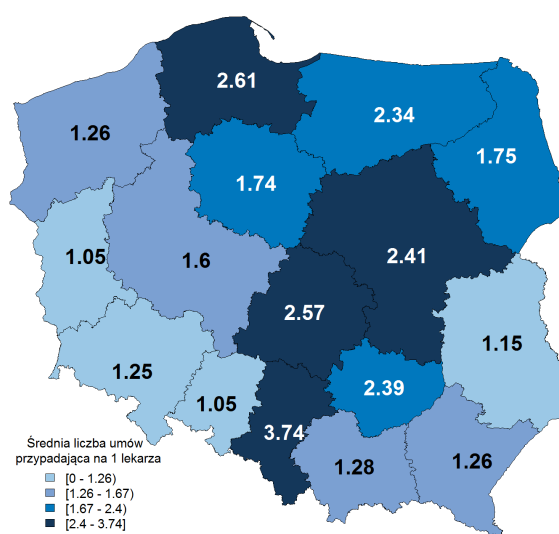 2.61
2.34
1.26
1.75
1.74
1.05
1.6
2.41
2.57
1.15
1.25
2.39
1.05
3.74
1.28
1.26
Średnia liczba umów
przypadająca na 1 lekarza
[0 - 1.26)
[1.26 - 1.67)
[1.67 - 2.4)
[2.4 - 3.74]